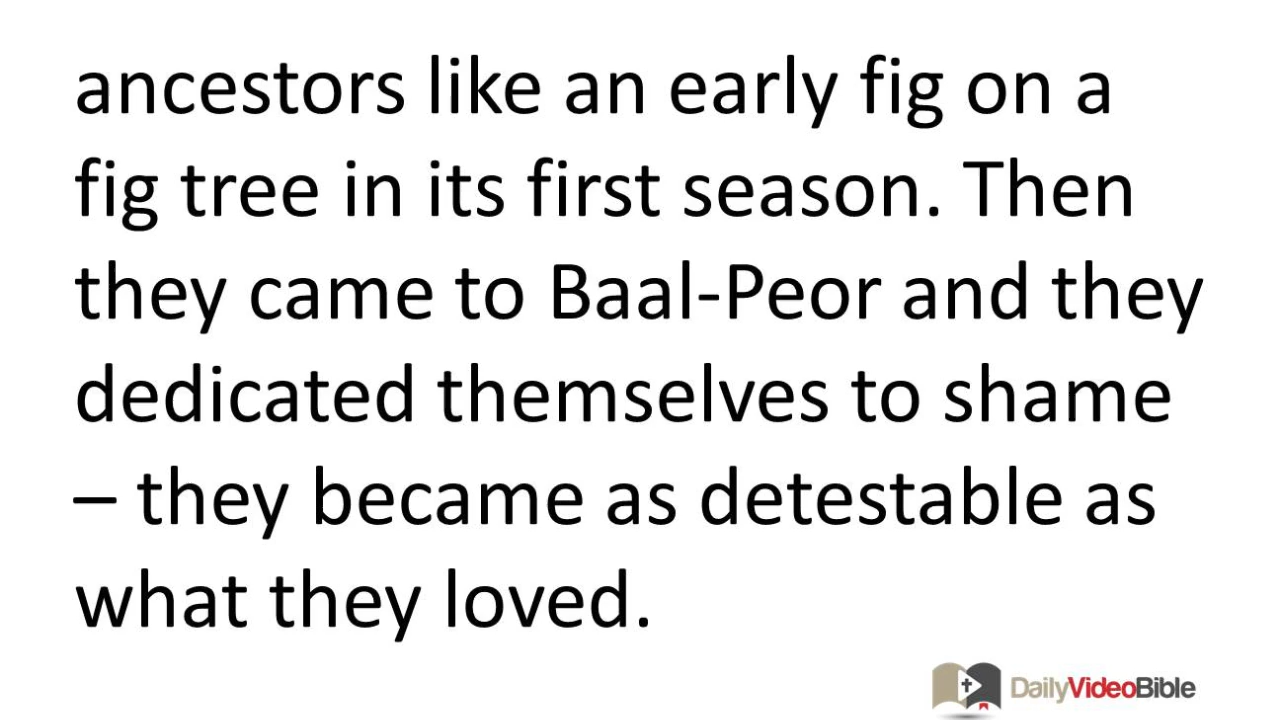 ancestors like an early fig on a
fig tree in its first season. Then
they came to Baal-Peor and they
dedicated themselves to shame
– they became as detestable as
what they loved.
DailyVideoBible